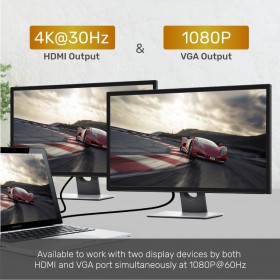 4K@30Hz
HDMI Output
&
1080P
VGA Output
Available to work with two display devices by both
HDMI and VGA port simultaneously at 1080P@60Hz